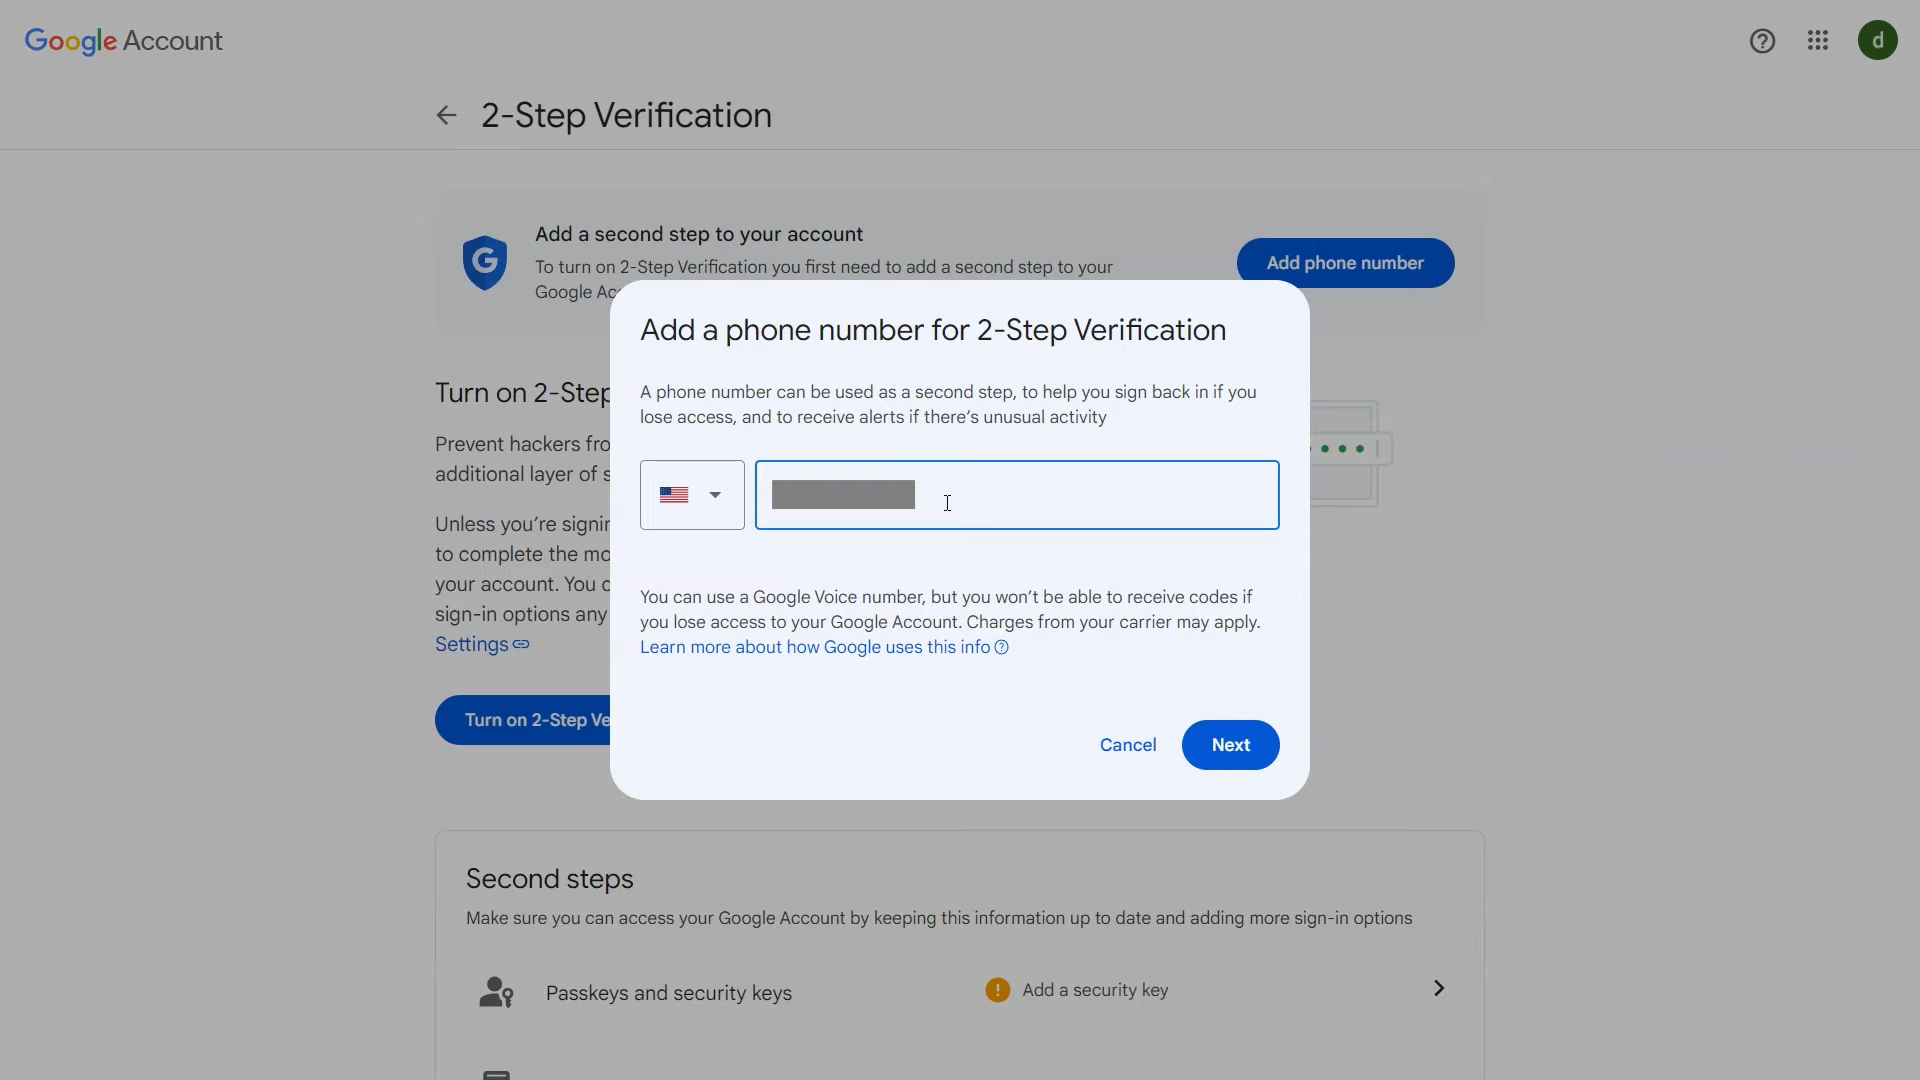 Google Account
d
2-Step Verification
Add a second step to your account
To turn on 2-Step Verification you first need to add a second step to your
Google Ac
Add phone number
Add a phone number for 2-Step Verification
A phone number can be used as a second step, to help you sign back in if you
lose access, and to receive alerts if there's unusual activity
Turn on 2-Step
Prevent hackers fro
additional layer of s
Unless you're signin
to complete the mo
your account. You c
sign-in options any
Settings
You can use a Google Voice number, but you won't be able to receive codes if
you lose access to your Google Account. Charges from your carrier may apply.
Learn more about how Google uses this info
Turn on 2-Step Ve
Cancel
Next
Second steps
Make sure you can access your Google Account by keeping this information up to date and adding more sign-in options
Passkeys and security keys
Add a security key